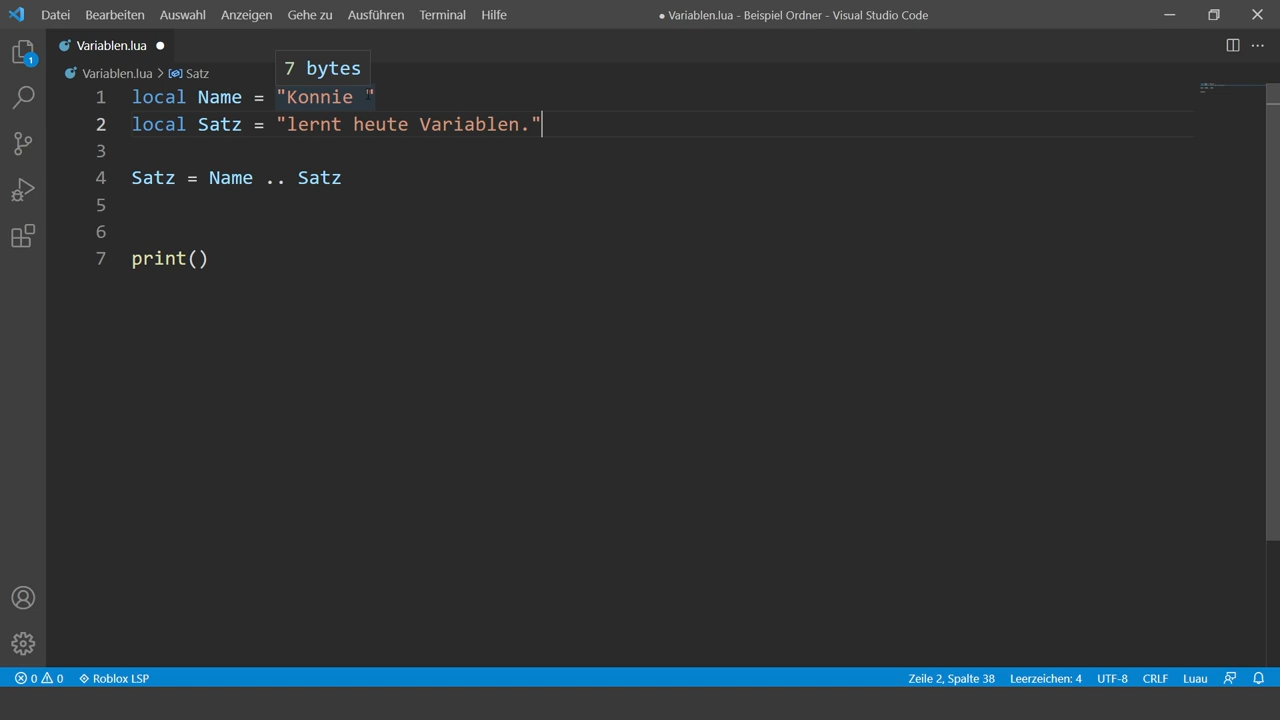 Datei Bearbeiten Auswahl Anzeigen Gehe zu Ausführen Terminal Hilfe ● Variablen.lua - Beispiel Ordner - Visual Studio Code
Variablen.lua
1
Variablen.lua > Satz
7 bytes
1 local Name = "Konnie "
2 local Satz = "lernt heute Variablen."
3
4 Satz = Name .. Satz
5
6
7 print()
0 0 Roblox LSP Zeile 2, Spalte 38 Leerzeichen: 4 UTF-8 CRLF Luau